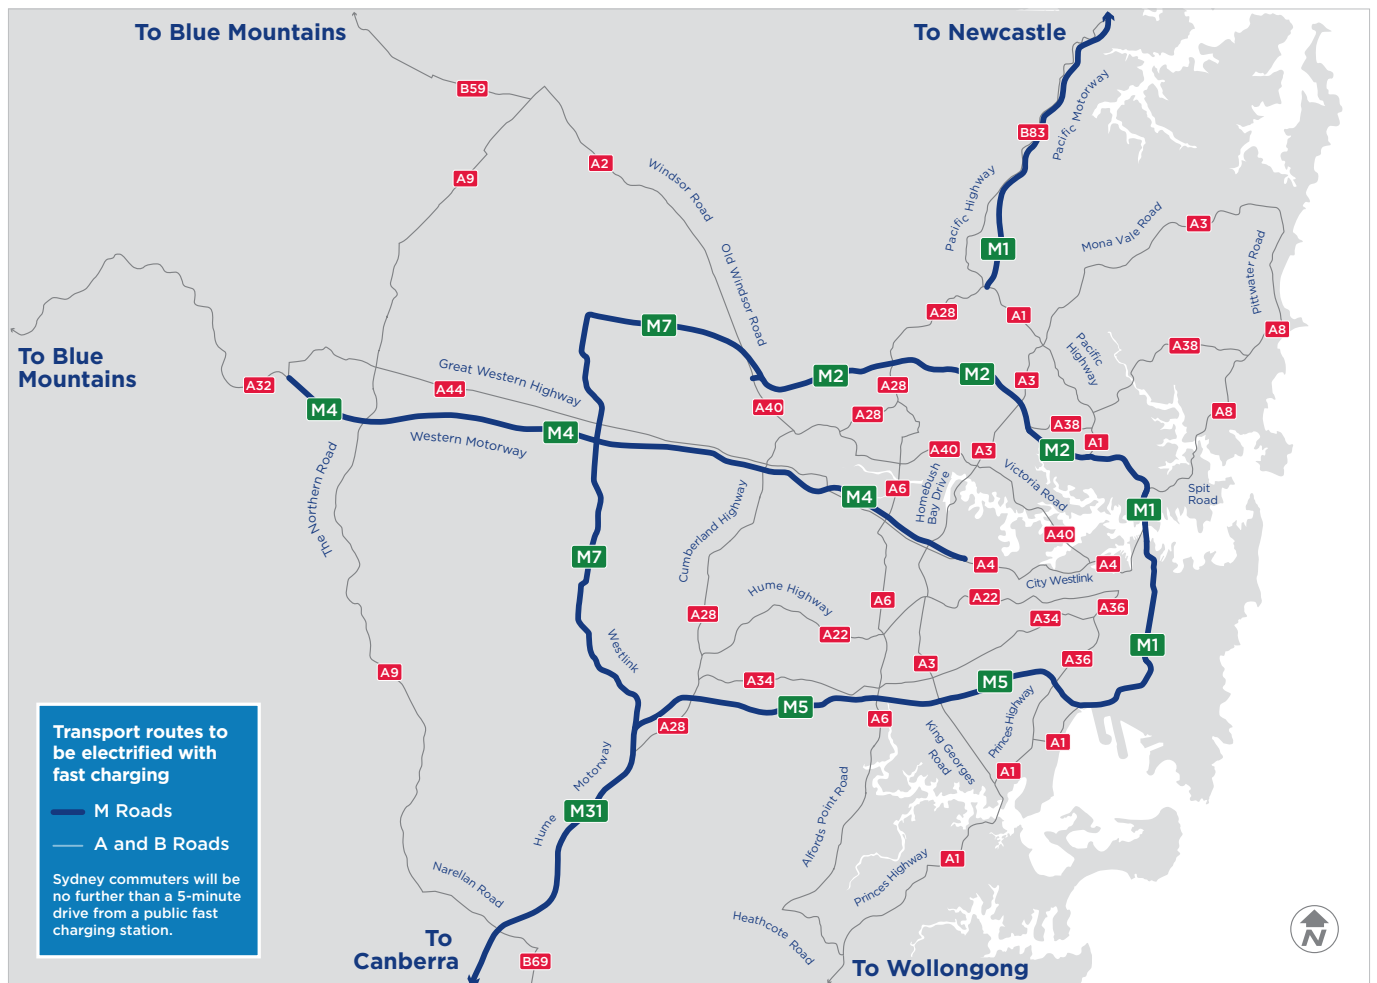 To Blue Mountains
To Newcastle
B59
Pacific Motorway
B83
A2
Windsor Road
A9
Pacific Highway
Mona Vale Road
A3
M1
Old Windsor Road
Pittwater Road
A28
A1
M7
A8
To Blue
Mountains
Pacific
Highway
A38
Great Western Highway
A32
A44
M2
A28
M2
A3
M4
A40
A28
A38
A8
M4
Western Motorway
A40
A3
M2
A1
The Northern Road
Cumberland Highway
M4
A6
Homebush
Bay Drive
Victoria Road
Spit
Road
M1
A40
M7
A4
A4
City Westlink
Hume Highway
A28
A6
A22
A34
A36
A22
Westlink
A3
M1
A36
A9
A34
M5
M5
A28
A6
King Georges
Road
Princes Highway
A1
A1
Transport routes to
be electrified with
fast charging
M Roads
A and B Roads
Sydney commuters will be
no further than a 5-minute
drive from a public fast
charging station.
Hume
Motorway
M31
Alfords Point Road
Princes Highway
A1
Narellan Road
Heathcote Road
To
Canberra
B69
To Wollongong
N